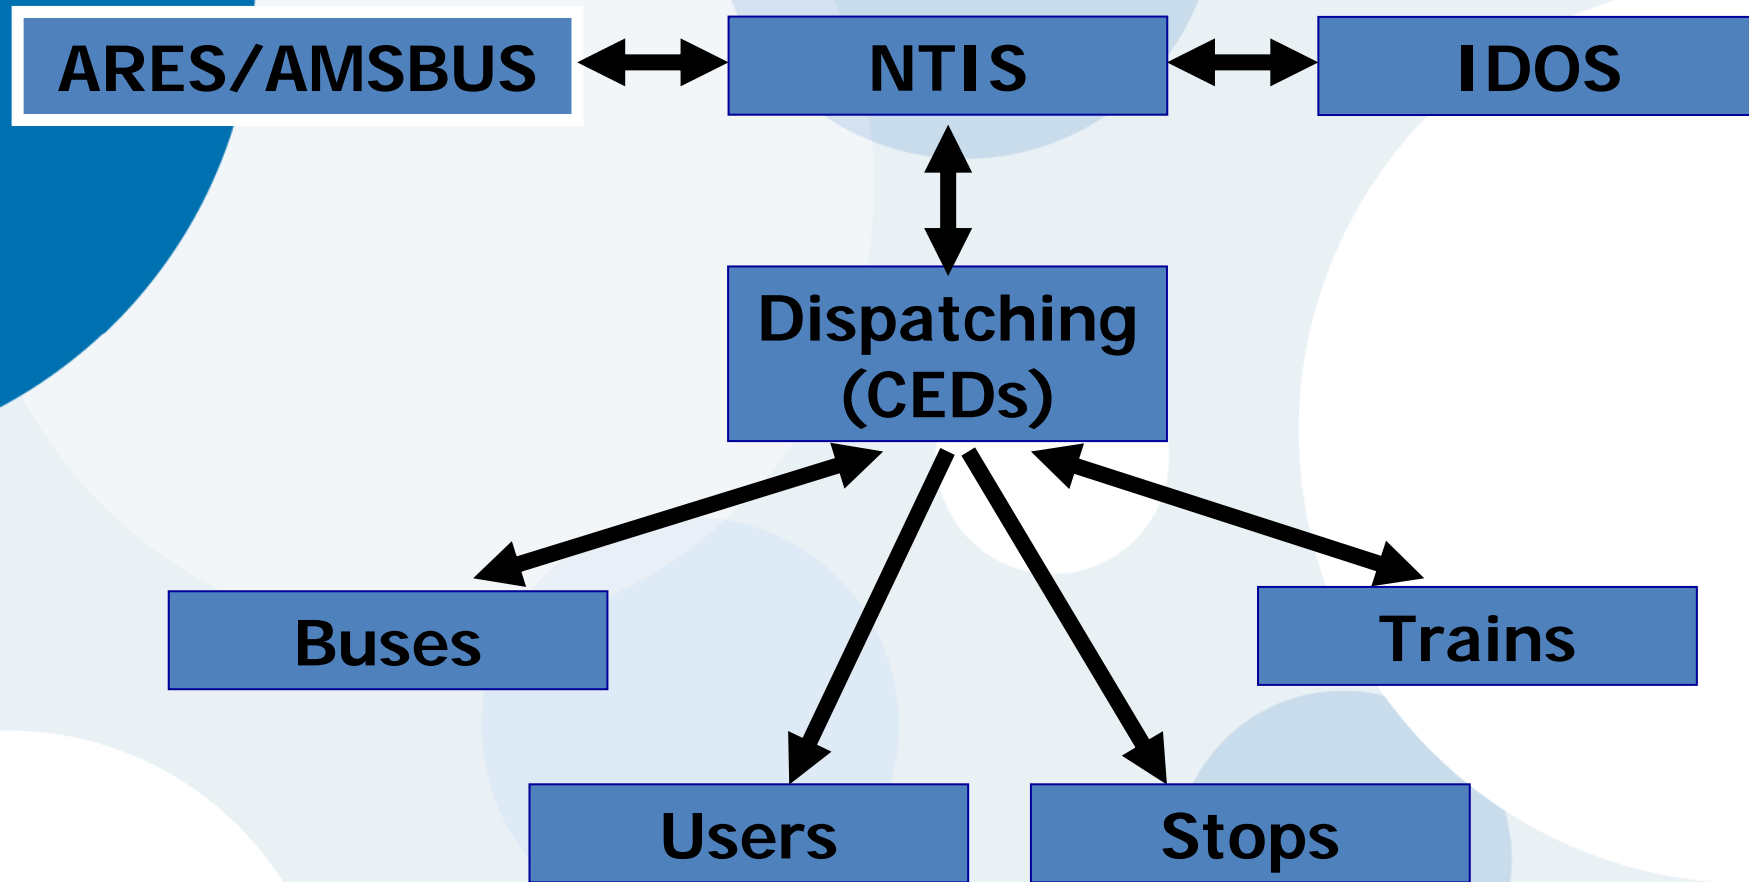 ARES/AMSBUS
NTIS
IDOS
Dispatching
(CEDs)
Buses
Trains
Users
Stops